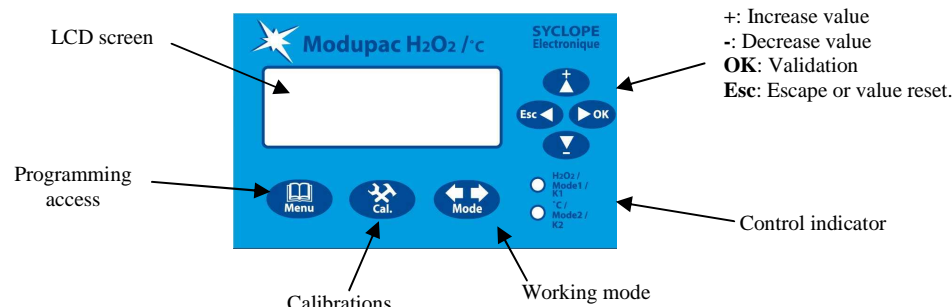 LCD screen
Modupac H2O2 /°c
SYCLOPE
Electronique
+: Increase value
-: Decrease value
OK: Validation
Esc: Escape or value reset.
+
Esc
OK
-
Programming
access
Menu
Cal.
Mode
H2O2 /
Mode1 /
K1
°C /
Mode2 /
K2
Control indicator
Calibrations
Working mode